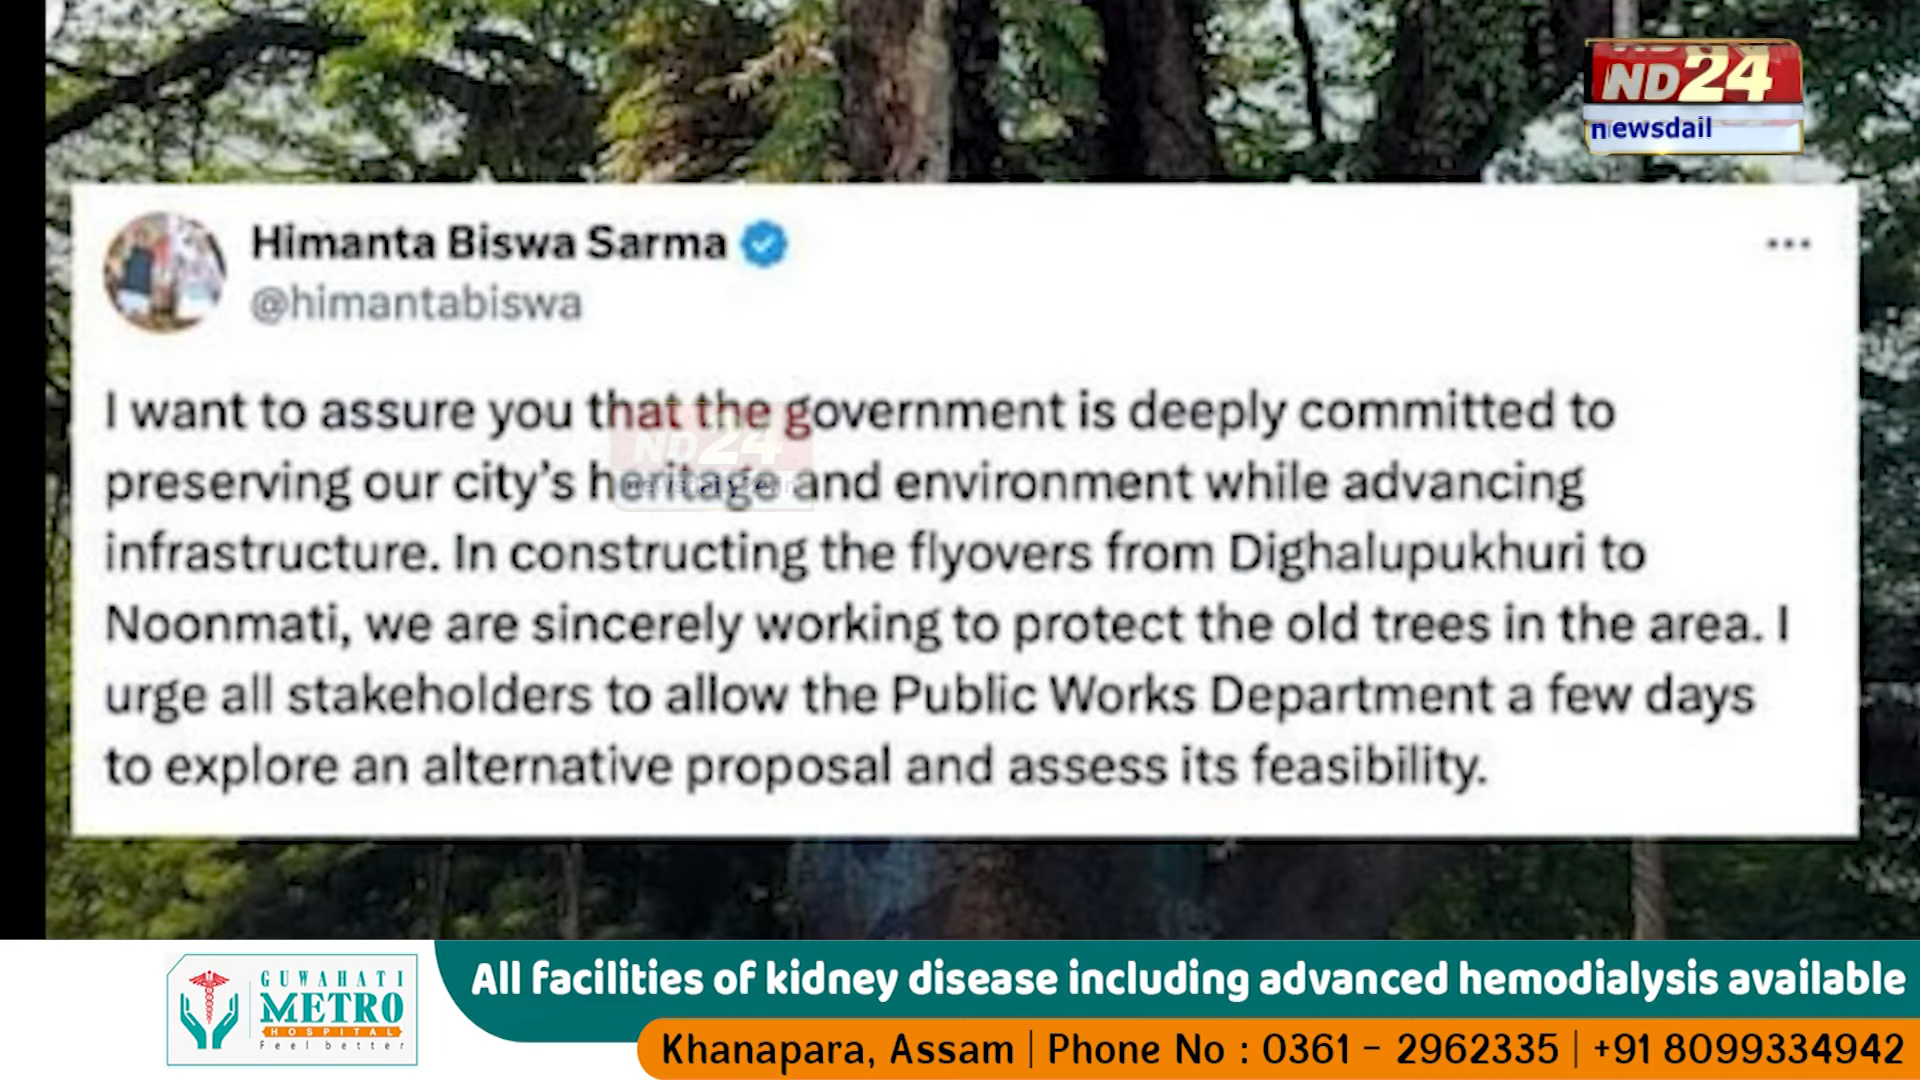 ND24
newsdail
Himanta Biswa Sarma
@himantabiswa
I want to assure you that the government is deeply committed to
preserving our city's heritage and environment while advancing
infrastructure. In constructing the flyovers from Dighalupukhuri to
Noonmati, we are sincerely working to protect the old trees in the area. I
urge all stakeholders to allow the Public Works Department a few days
to explore an alternative proposal and assess its feasibility.
ND24
GUWAHATI
METRO
HOSPITAL
Feel better
All facilities of kidney disease including advanced hemodialysis available
Khanapara, Assam | Phone No : 0361 - 2962335 | +91 8099334942